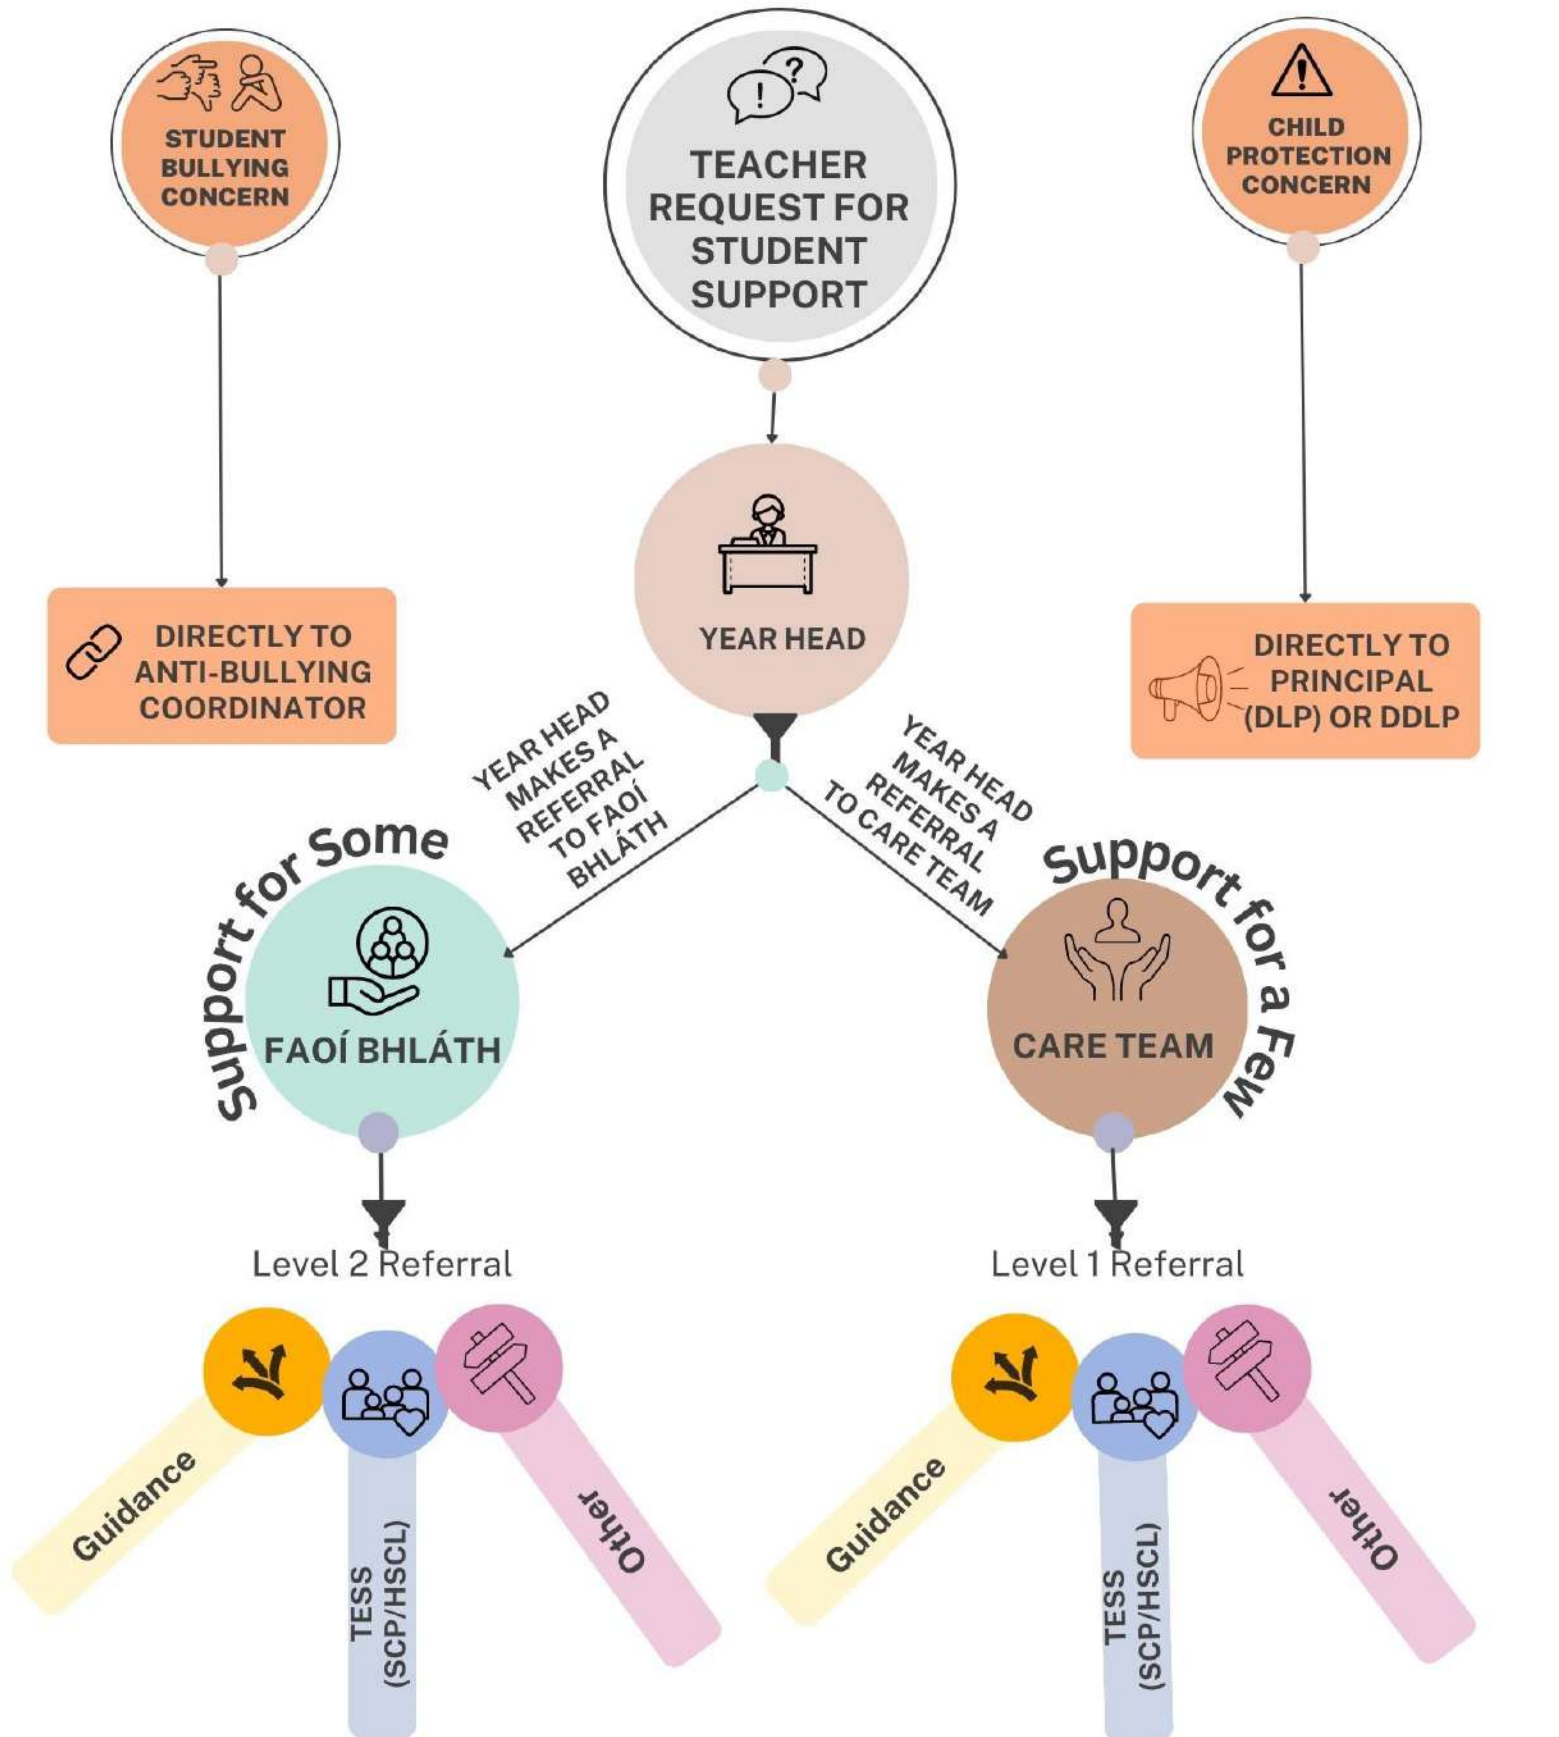 STUDENT
BULLYING
CONCERN
!
?
TEACHER
REQUEST FOR
STUDENT
SUPPORT
!
CHILD
PROTECTION
CONCERN
DIRECTLY TO
ANTI-BULLYING
COORDINATOR
YEAR HEAD
DIRECTLY TO
PRINCIPAL
(DLP) OR DDLP
YEAR HEAD
MAKES A
REFERRAL
TO FAOÍ
BHLÁTH
YEAR HEAD
MAKES A
REFERRAL
TO CARE TEAM
Support for Some
FAOÍ BHLÁTH
Support for a Few
CARE TEAM
Level 2 Referral
Level 1 Referral
Guidance
TESS
(SCP/HSCL)
Other
Guidance
TESS
(SCP/HSCL)
Other